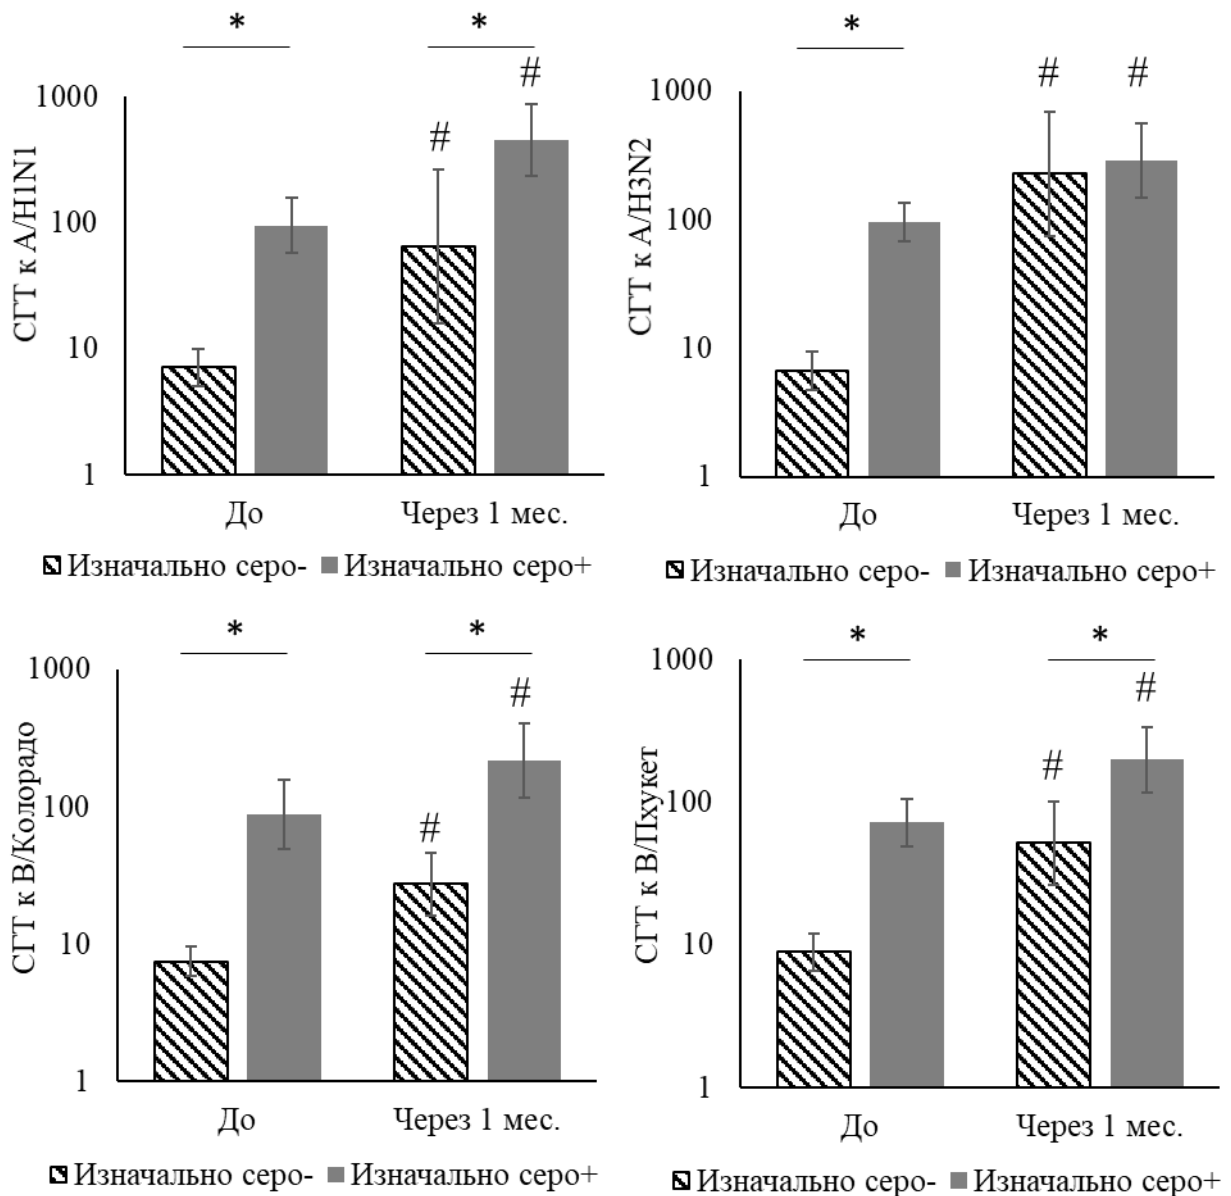 * *
# #
СГТ к А/H1N1
1000
100
10
1
До Через 1 мес.
Изначально серо- Изначально серо+
*
# #
СГТ к А/H3N2
1000
100
10
1
До Через 1 мес.
Изначально серо- Изначально серо+
* *
# #
СГТ к В/Колорадо
1000
100
10
1
До Через 1 мес.
Изначально серо- Изначально серо+
* *
# #
СГТ к В/Пхукет
1000
100
10
1
До Через 1 мес.
Изначально серо- Изначально серо+